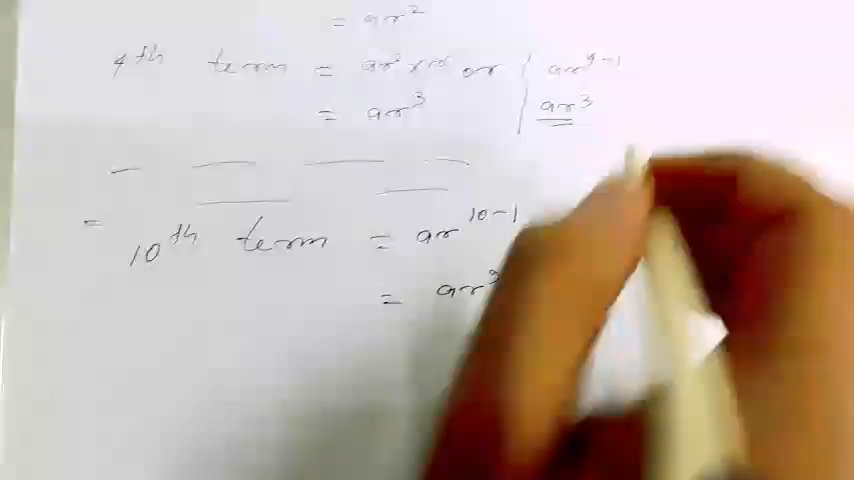 = ar²
4th term = ar² × r or | ar⁴⁻¹
= ar³ | ar³
= 10th term = ar¹⁰⁻¹
= ar⁹